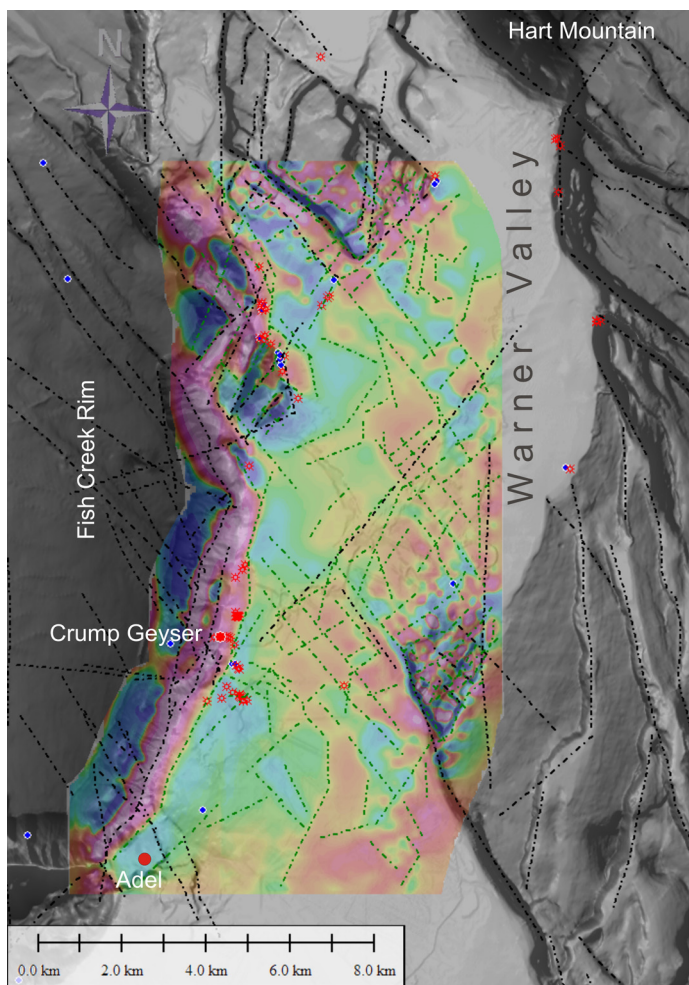 Hart Mountain
N
Warner Valley
Fish Creek Rim
Crump Geyser
Adel
0.0 km 2.0 km 4.0 km 6.0 km 8.0 km